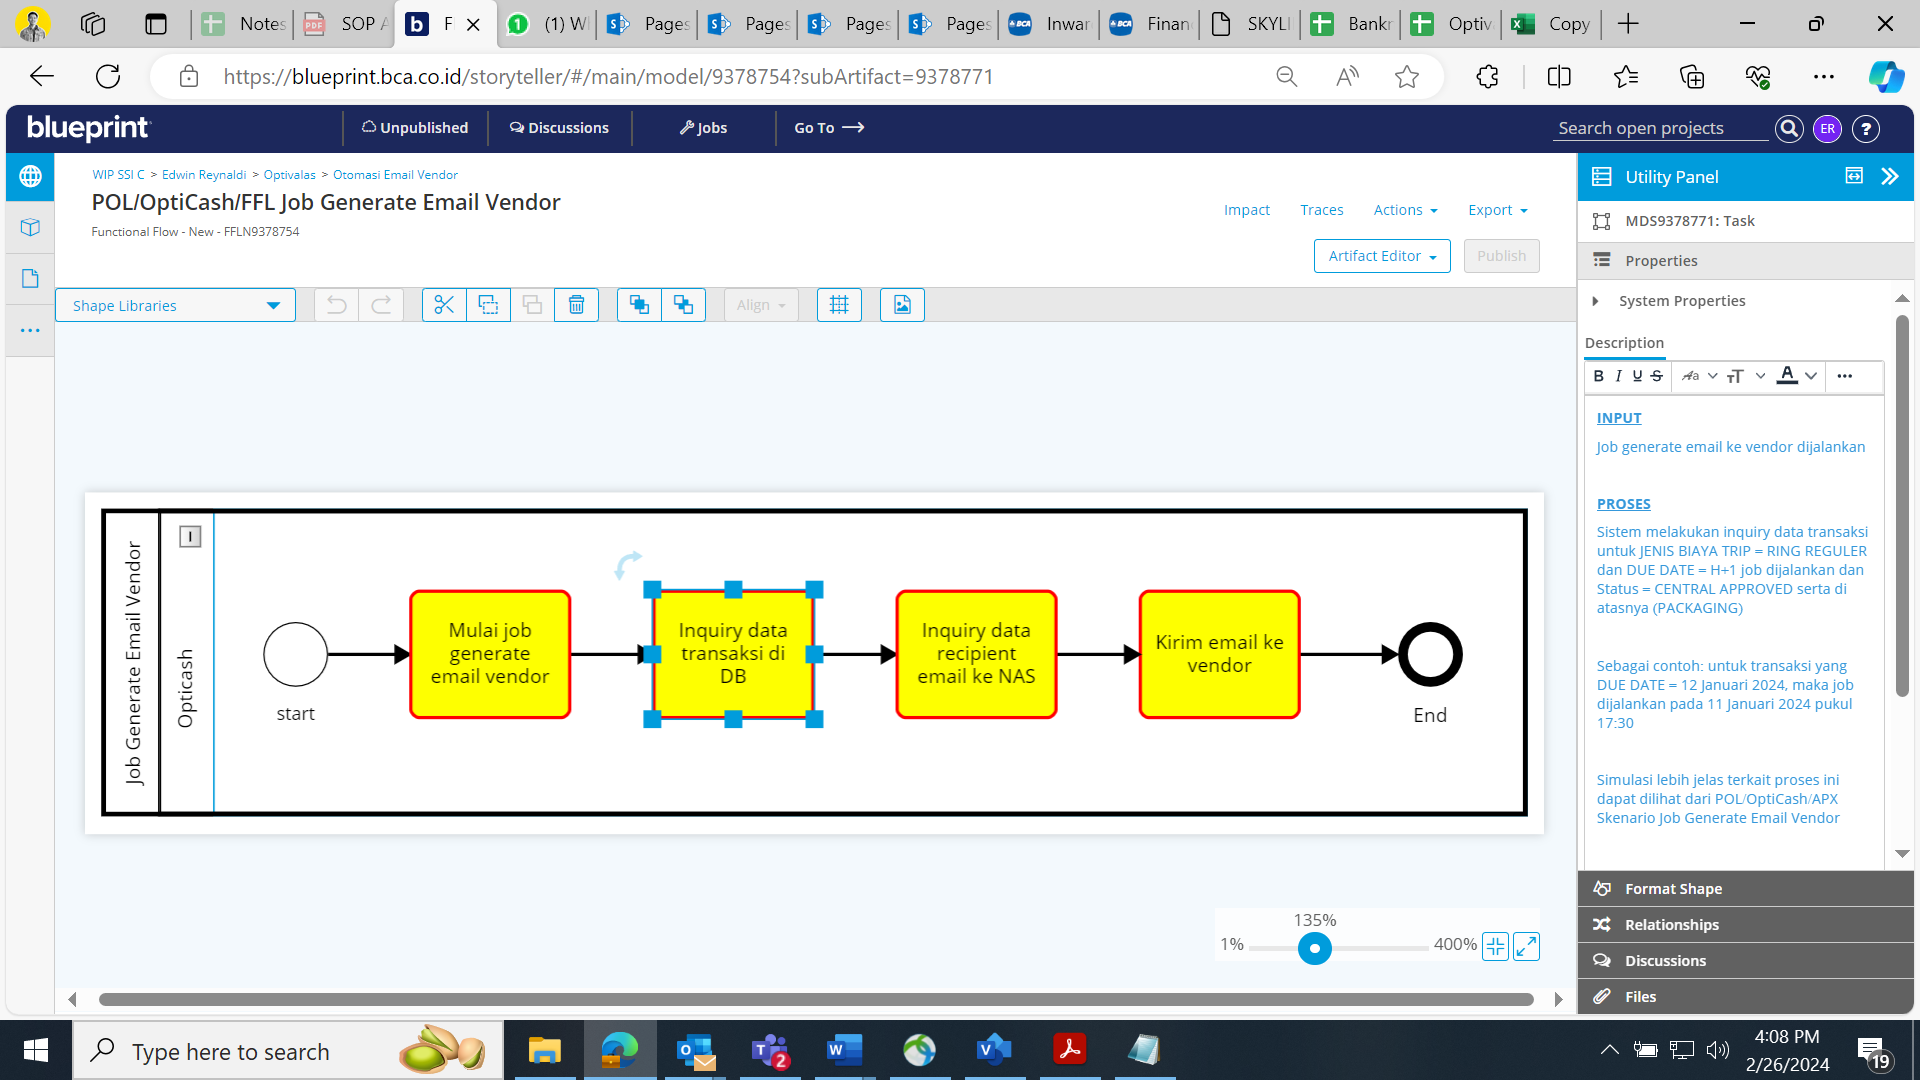 Notes
SOP A
F
(1) W
Pages
Pages
Pages
Pages
Inwar
Finan
SKYLI
Bankr
Optiv
Copy
https://blueprint.bca.co.id/storyteller/#/main/model/9378754?subArtifact=9378771
blueprint
Unpublished
Discussions
Jobs
Go To
Search open projects
ER
?
WIP SSI C > Edwin Reynaldi > Optivalas > Otomasi Email Vendor
POL/OptiCash/FFL Job Generate Email Vendor
Functional Flow - New - FFLN9378754
Impact
Traces
Actions
Export
Artifact Editor
Publish
Shape Libraries
Align
Job Generate Email Vendor
Opticash
start
Mulai job
generate
email vendor
Inquiry data
transaksi di
DB
Inquiry data
recipient
email ke NAS
Kirim email ke
vendor
End
135%
1%
400%
Utility Panel
MDS9378771: Task
Properties
System Properties
Description
B I U S
INPUT
Job generate email ke vendor dijalankan
PROSES
Sistem melakukan inquiry data transaksi
untuk JENIS BIAYA TRIP = RING REGULER
dan DUE DATE = H+1 job dijalankan dan
Status = CENTRAL APPROVED serta di
atasnya (PACKAGING)
Sebagai contoh: untuk transaksi yang
DUE DATE = 12 Januari 2024, maka job
dijalankan pada 11 Januari 2024 pukul
17:30
Simulasi lebih jelas terkait proses ini
dapat dilihat dari POL/OptiCash/APX
Skenario Job Generate Email Vendor
Format Shape
Relationships
Discussions
Files
Type here to search
2
4:08 PM
2/26/2024
19